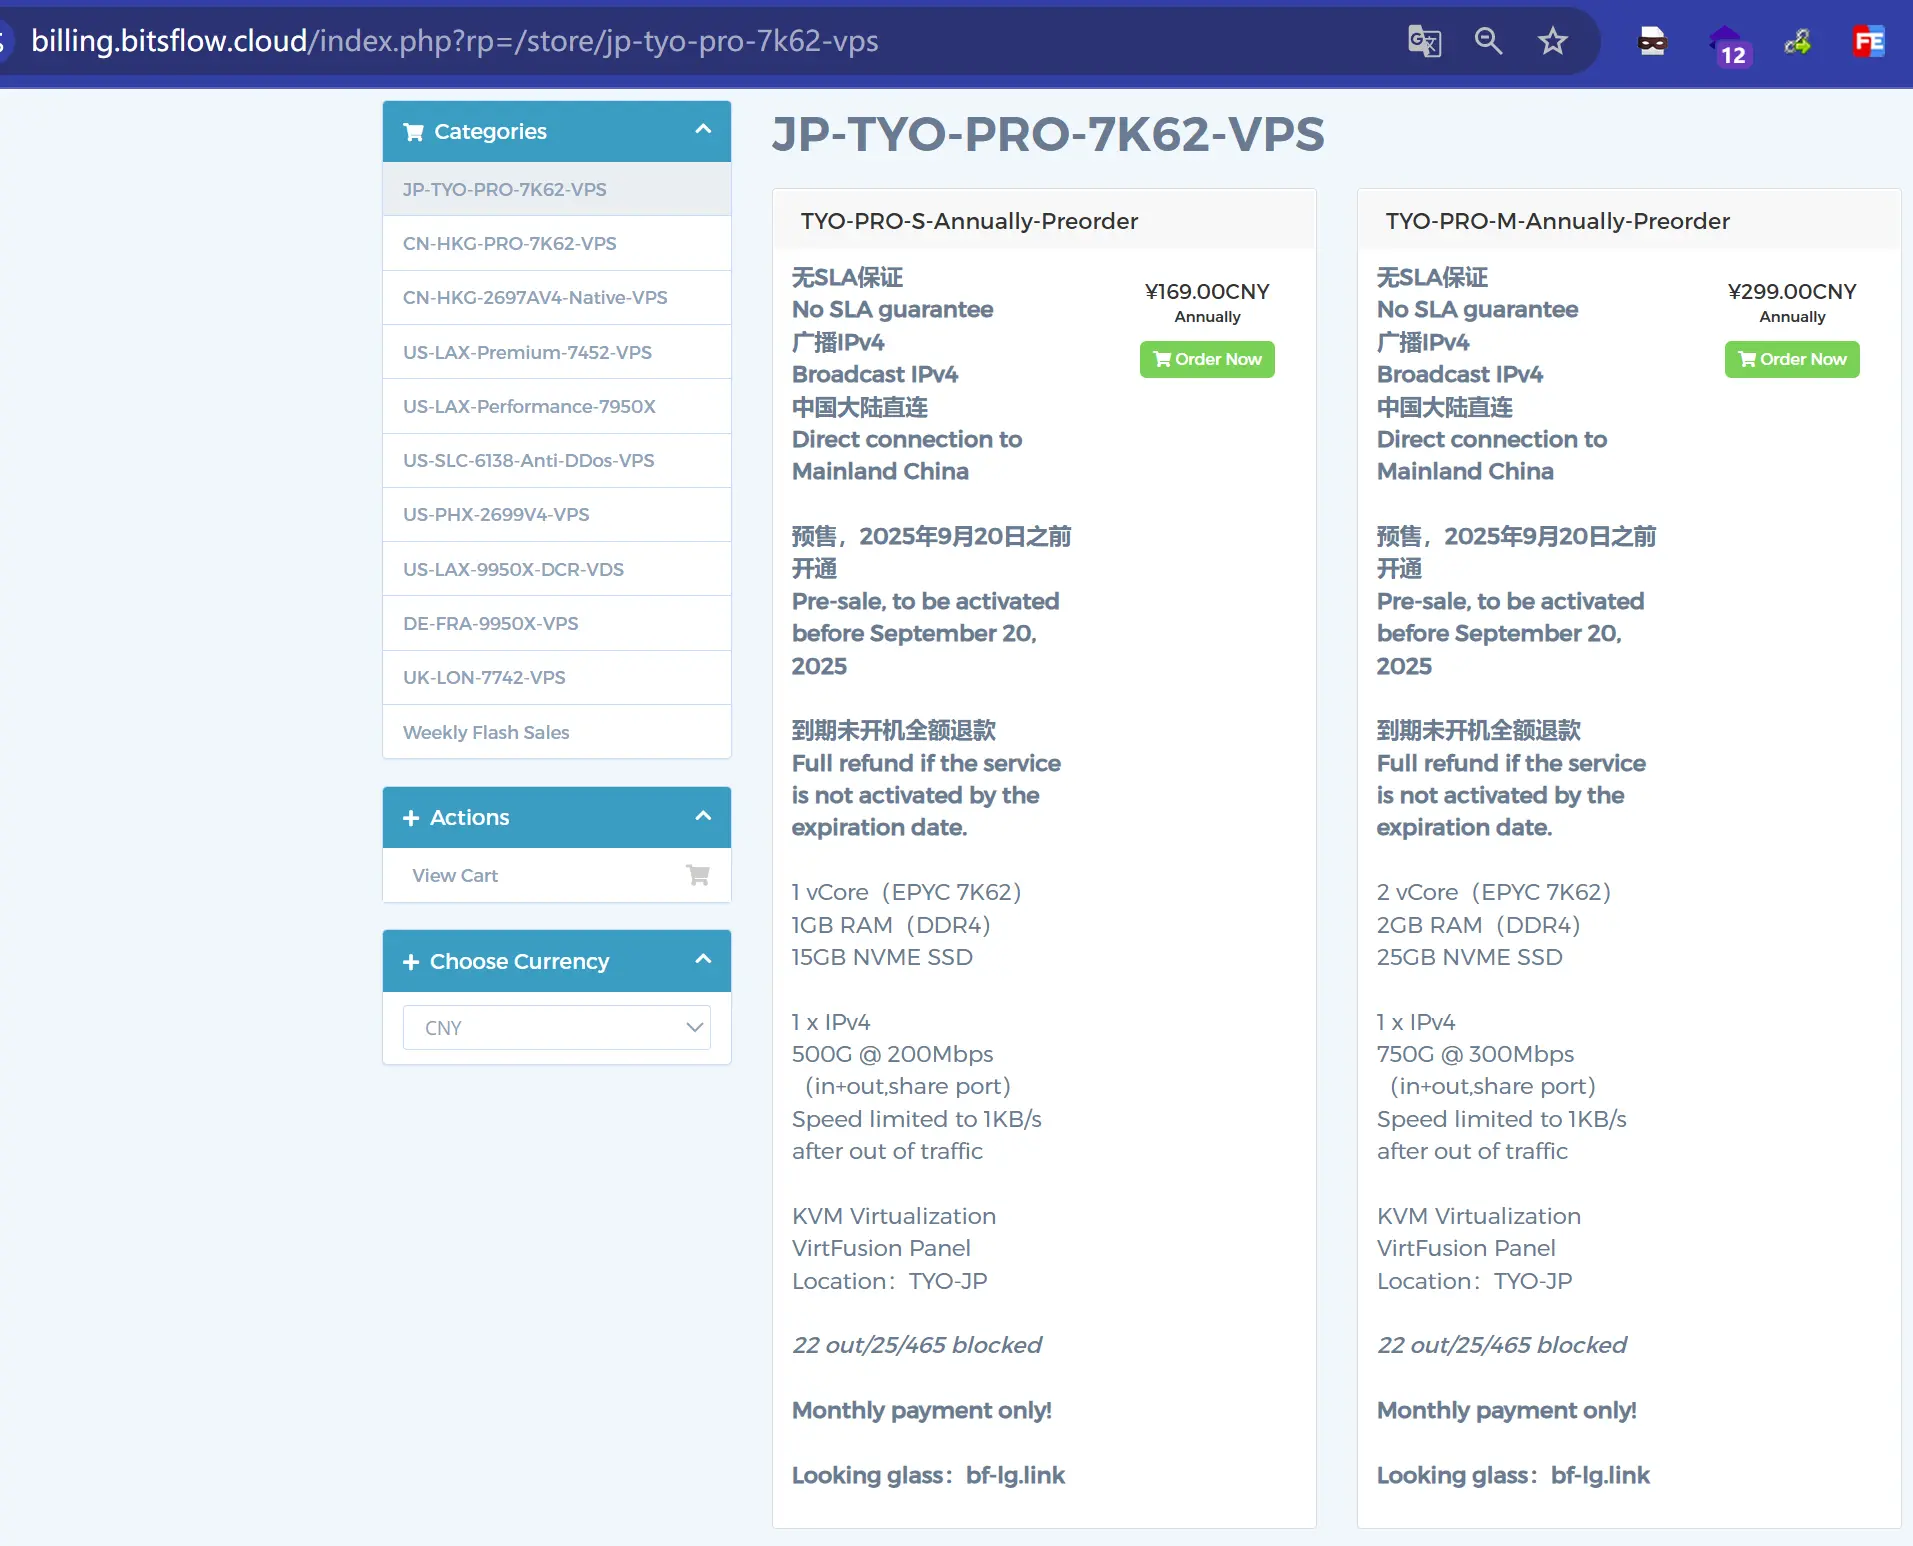 billing.bitsflow.cloud/index.php?rp=/store/jp-tyo-pro-7k62-vps
12
FE
Categories
JP-TYO-PRO-7K62-VPS
CN-HKG-PRO-7K62-VPS
CN-HKG-2697AV4-Native-VPS
US-LAX-Premium-7452-VPS
US-LAX-Performance-7950X
US-SLC-6138-Anti-DDos-VPS
US-PHX-2699V4-VPS
US-LAX-9950X-DCR-VDS
DE-FRA-9950X-VPS
UK-LON-7742-VPS
Weekly Flash Sales
Actions
View Cart
Choose Currency
CNY
JP-TYO-PRO-7K62-VPS
TYO-PRO-S-Annually-Preorder
无SLA保证
No SLA guarantee
广播IPv4
Broadcast IPv4
中国大陆直连
Direct connection to
Mainland China
预售，2025年9月20日之前
开通
Pre-sale, to be activated
before September 20,
2025
到期未开机全额退款
Full refund if the service
is not activated by the
expiration date.
1 vCore（EPYC 7K62）
1GB RAM（DDR4）
15GB NVME SSD
1 x IPv4
500G @ 200Mbps
（in+out,share port）
Speed limited to 1KB/s
after out of traffic
KVM Virtualization
VirtFusion Panel
Location：TYO-JP
22 out/25/465 blocked
Monthly payment only!
Looking glass：bf-lg.link
¥169.00CNY
Annually
Order Now
TYO-PRO-M-Annually-Preorder
无SLA保证
No SLA guarantee
广播IPv4
Broadcast IPv4
中国大陆直连
Direct connection to
Mainland China
预售，2025年9月20日之前
开通
Pre-sale, to be activated
before September 20,
2025
到期未开机全额退款
Full refund if the service
is not activated by the
expiration date.
2 vCore（EPYC 7K62）
2GB RAM（DDR4）
25GB NVME SSD
1 x IPv4
750G @ 300Mbps
（in+out,share port）
Speed limited to 1KB/s
after out of traffic
KVM Virtualization
VirtFusion Panel
Location：TYO-JP
22 out/25/465 blocked
Monthly payment only!
Looking glass：bf-lg.link
¥299.00CNY
Annually
Order Now